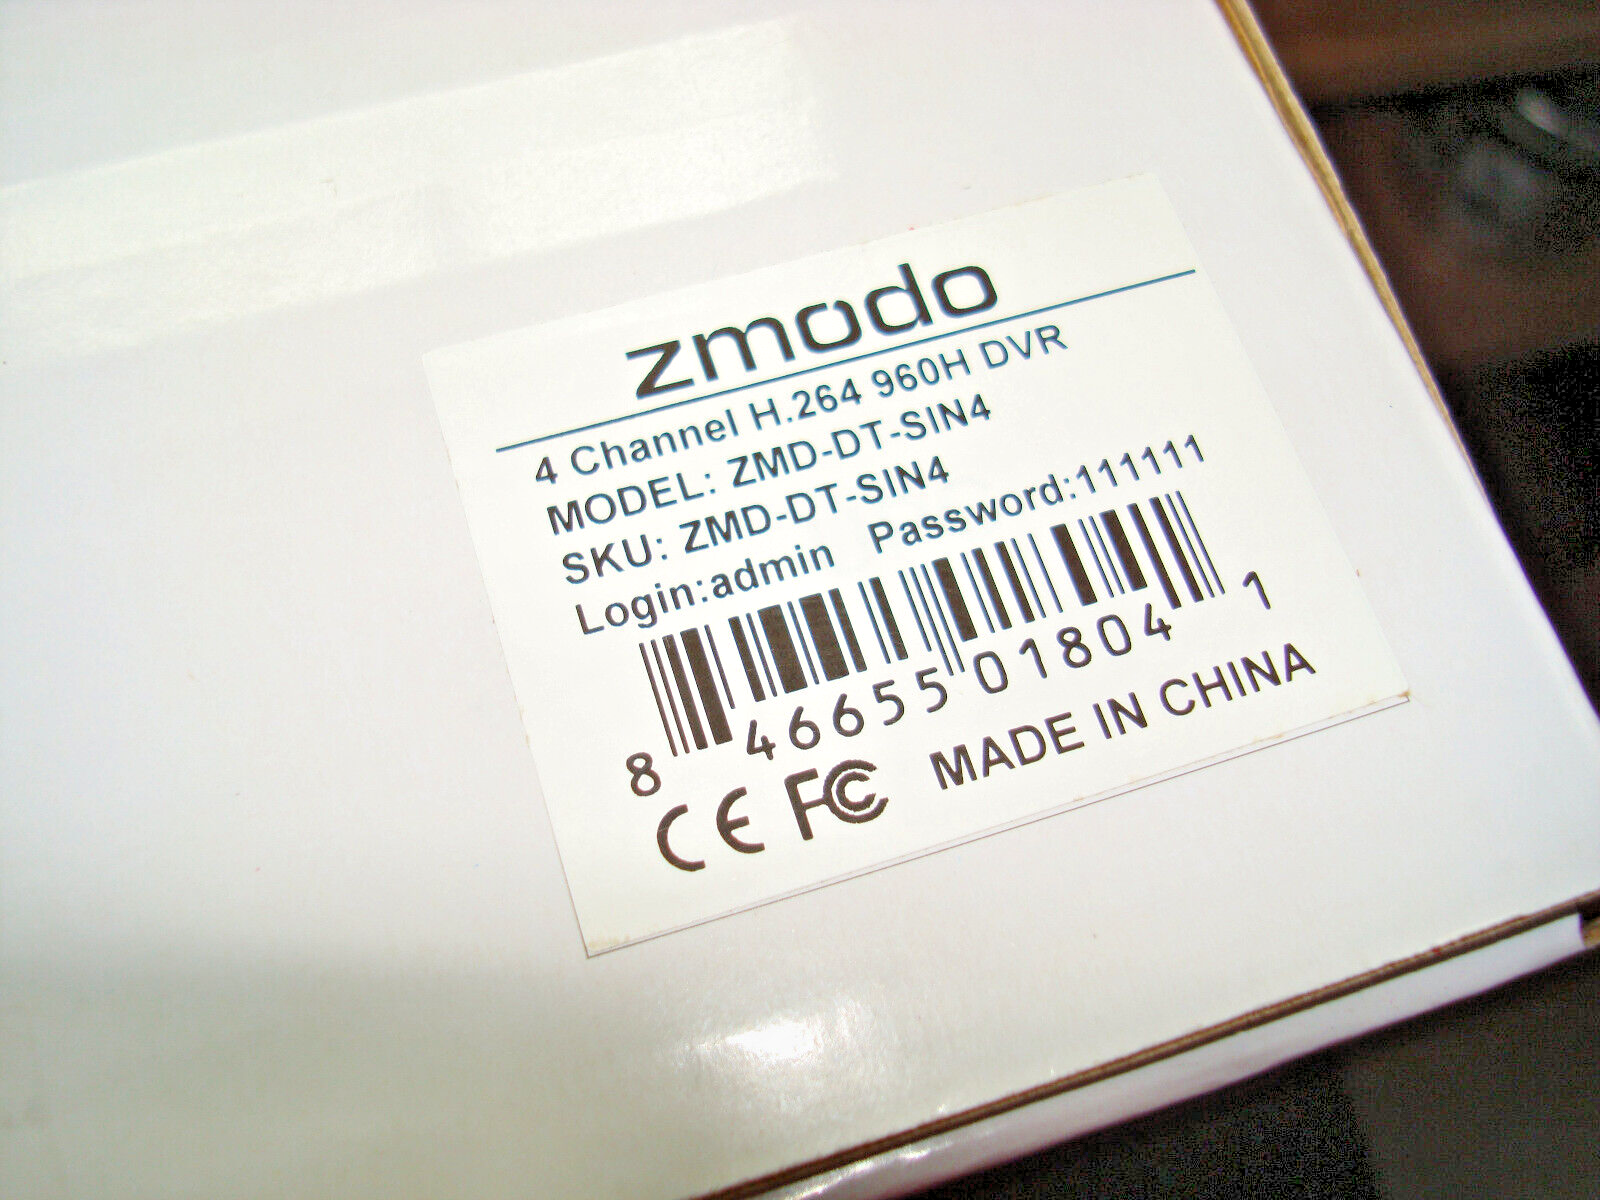 zmodo
4 Channel H.264 960H DVR
MODEL: ZMD-DT-SIN4
SKU: ZMD-DT-SIN4
Login:admin Password:111111
8 46655 01804 1
CE FC MADE IN CHINA